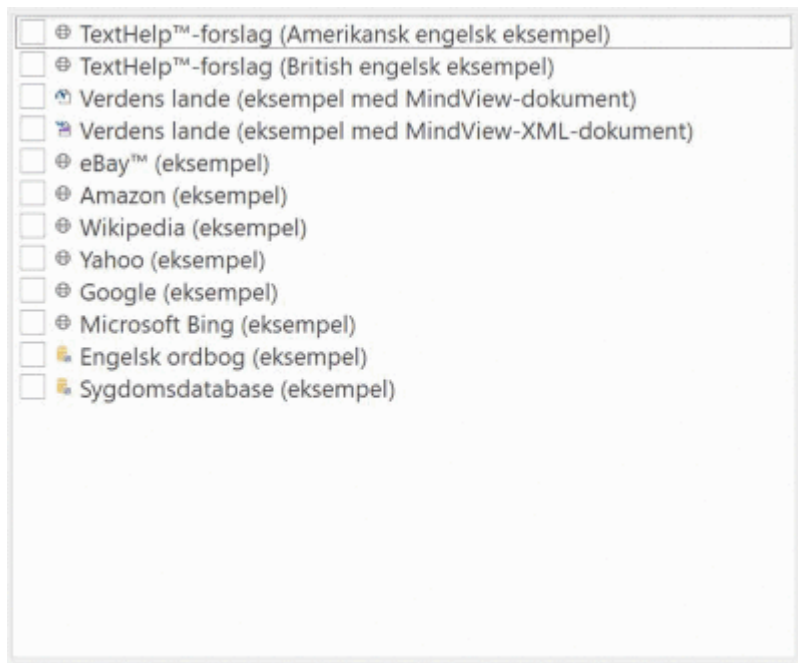 TextHelp™-forslag (Amerikansk engelsk eksempel)
TextHelp™-forslag (British engelsk eksempel)
Verdens lande (eksempel med MindView-dokument)
Verdens lande (eksempel med MindView-XML-dokument)
eBay™ (eksempel)
Amazon (eksempel)
Wikipedia (eksempel)
Yahoo (eksempel)
Google (eksempel)
Microsoft Bing (eksempel)
Engelsk ordbog (eksempel)
Sygdomsdatabase (eksempel)